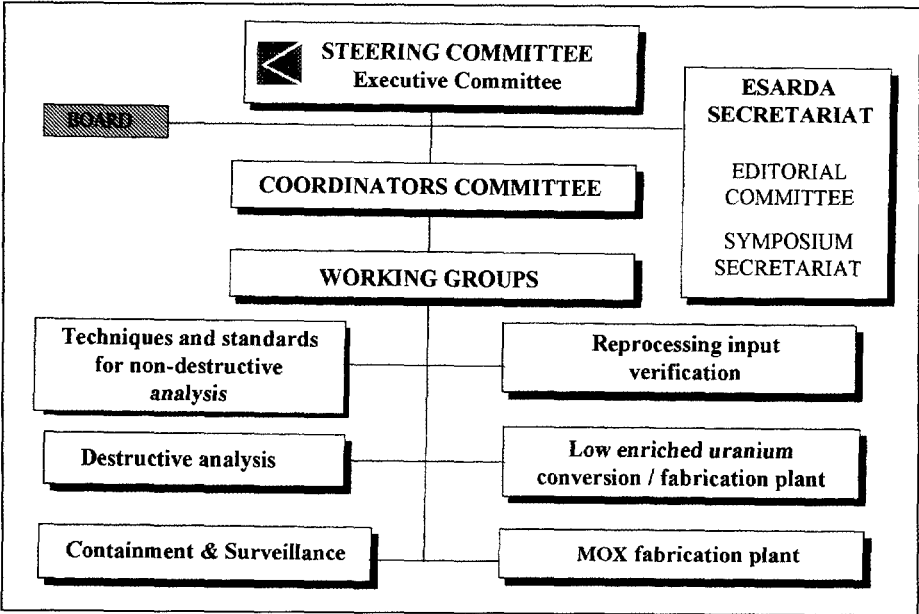 STEERING COMMITTEE
Executive Committee
BOARD
ESARDA
SECRETARIAT
EDITORIAL
COMMITTEE
SYMPOSIUM
SECRETARIAT
COORDINATORS COMMITTEE
WORKING GROUPS
Techniques and standards
for non-destructive
analysis
Reprocessing input
verification
Destructive analysis
Low enriched uranium
conversion / fabrication plant
Containment & Surveillance
MOX fabrication plant